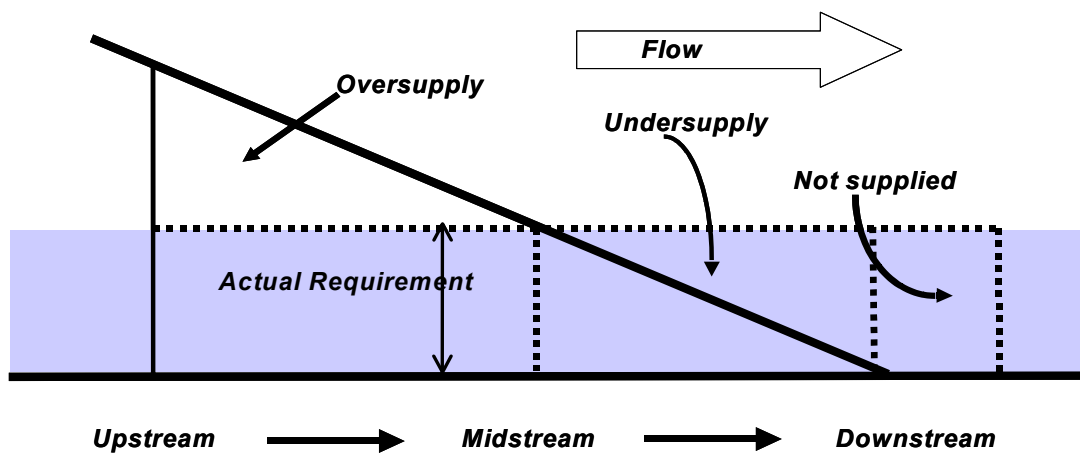 Flow
Oversupply
Undersupply
Not supplied
Actual Requirement
Upstream
Midstream
Downstream